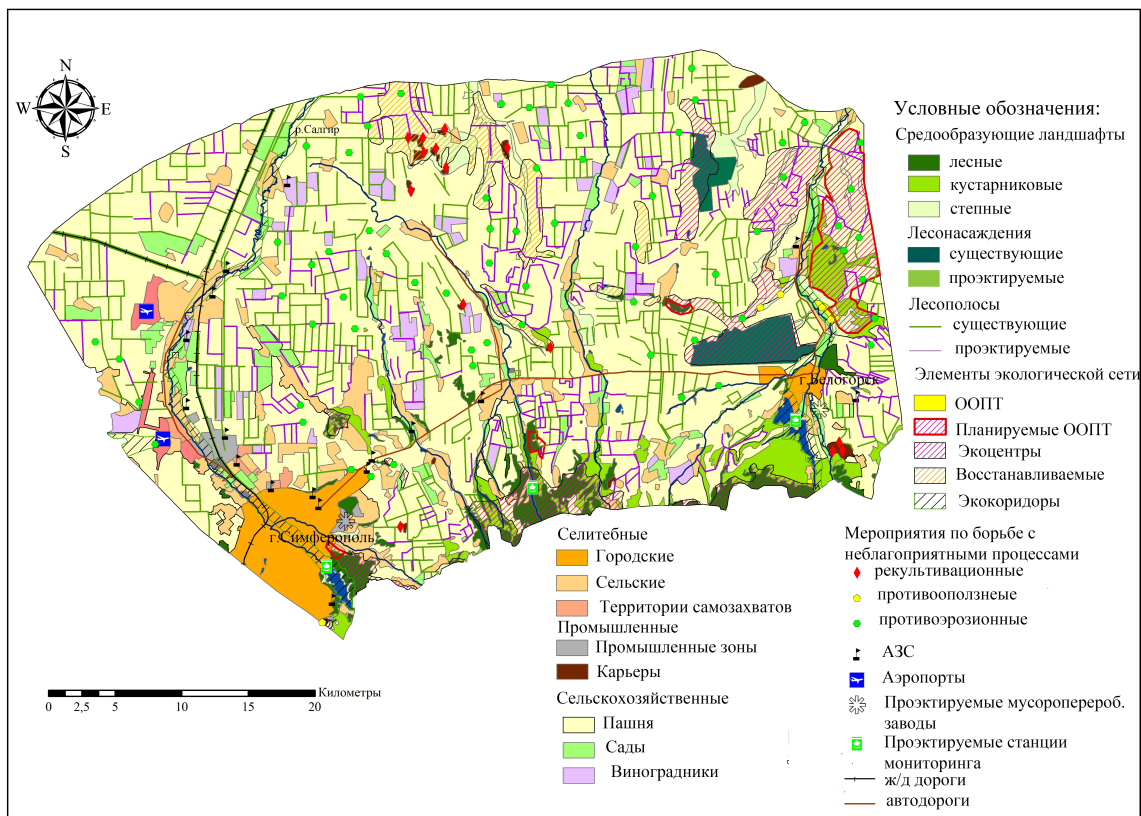 N
W
E
S
р.Салгир
г.Белогорск
г.Симферополь
Условные обозначения:
Средообразующие ландшафты
лесные
кустарниковые
степные
Лесонасаждения
существующие
проэктируемые
Лесополосы
существующие
проэктируемые
Элементы экологической сети
ООПТ
Планируемые ООПТ
Экоцентры
Восстанавливаемые
Экокоридоры
Селитебные
Городские
Сельские
Территории самозахватов
Промышленные
Промышленные зоны
Карьеры
Сельскохозяйственные
Пашня
Сады
Виноградники
Мероприятия по борьбе с
неблагоприятными процессами
рекультивационные
противооползнеые
противоэрозионные
АЗС
Аэропорты
Проэктируемые мусоропереро­б.
заводы
Проэктируемые станции
мониторинга
ж/д дороги
автодороги
Километры
0 2,5 5 10 15 20